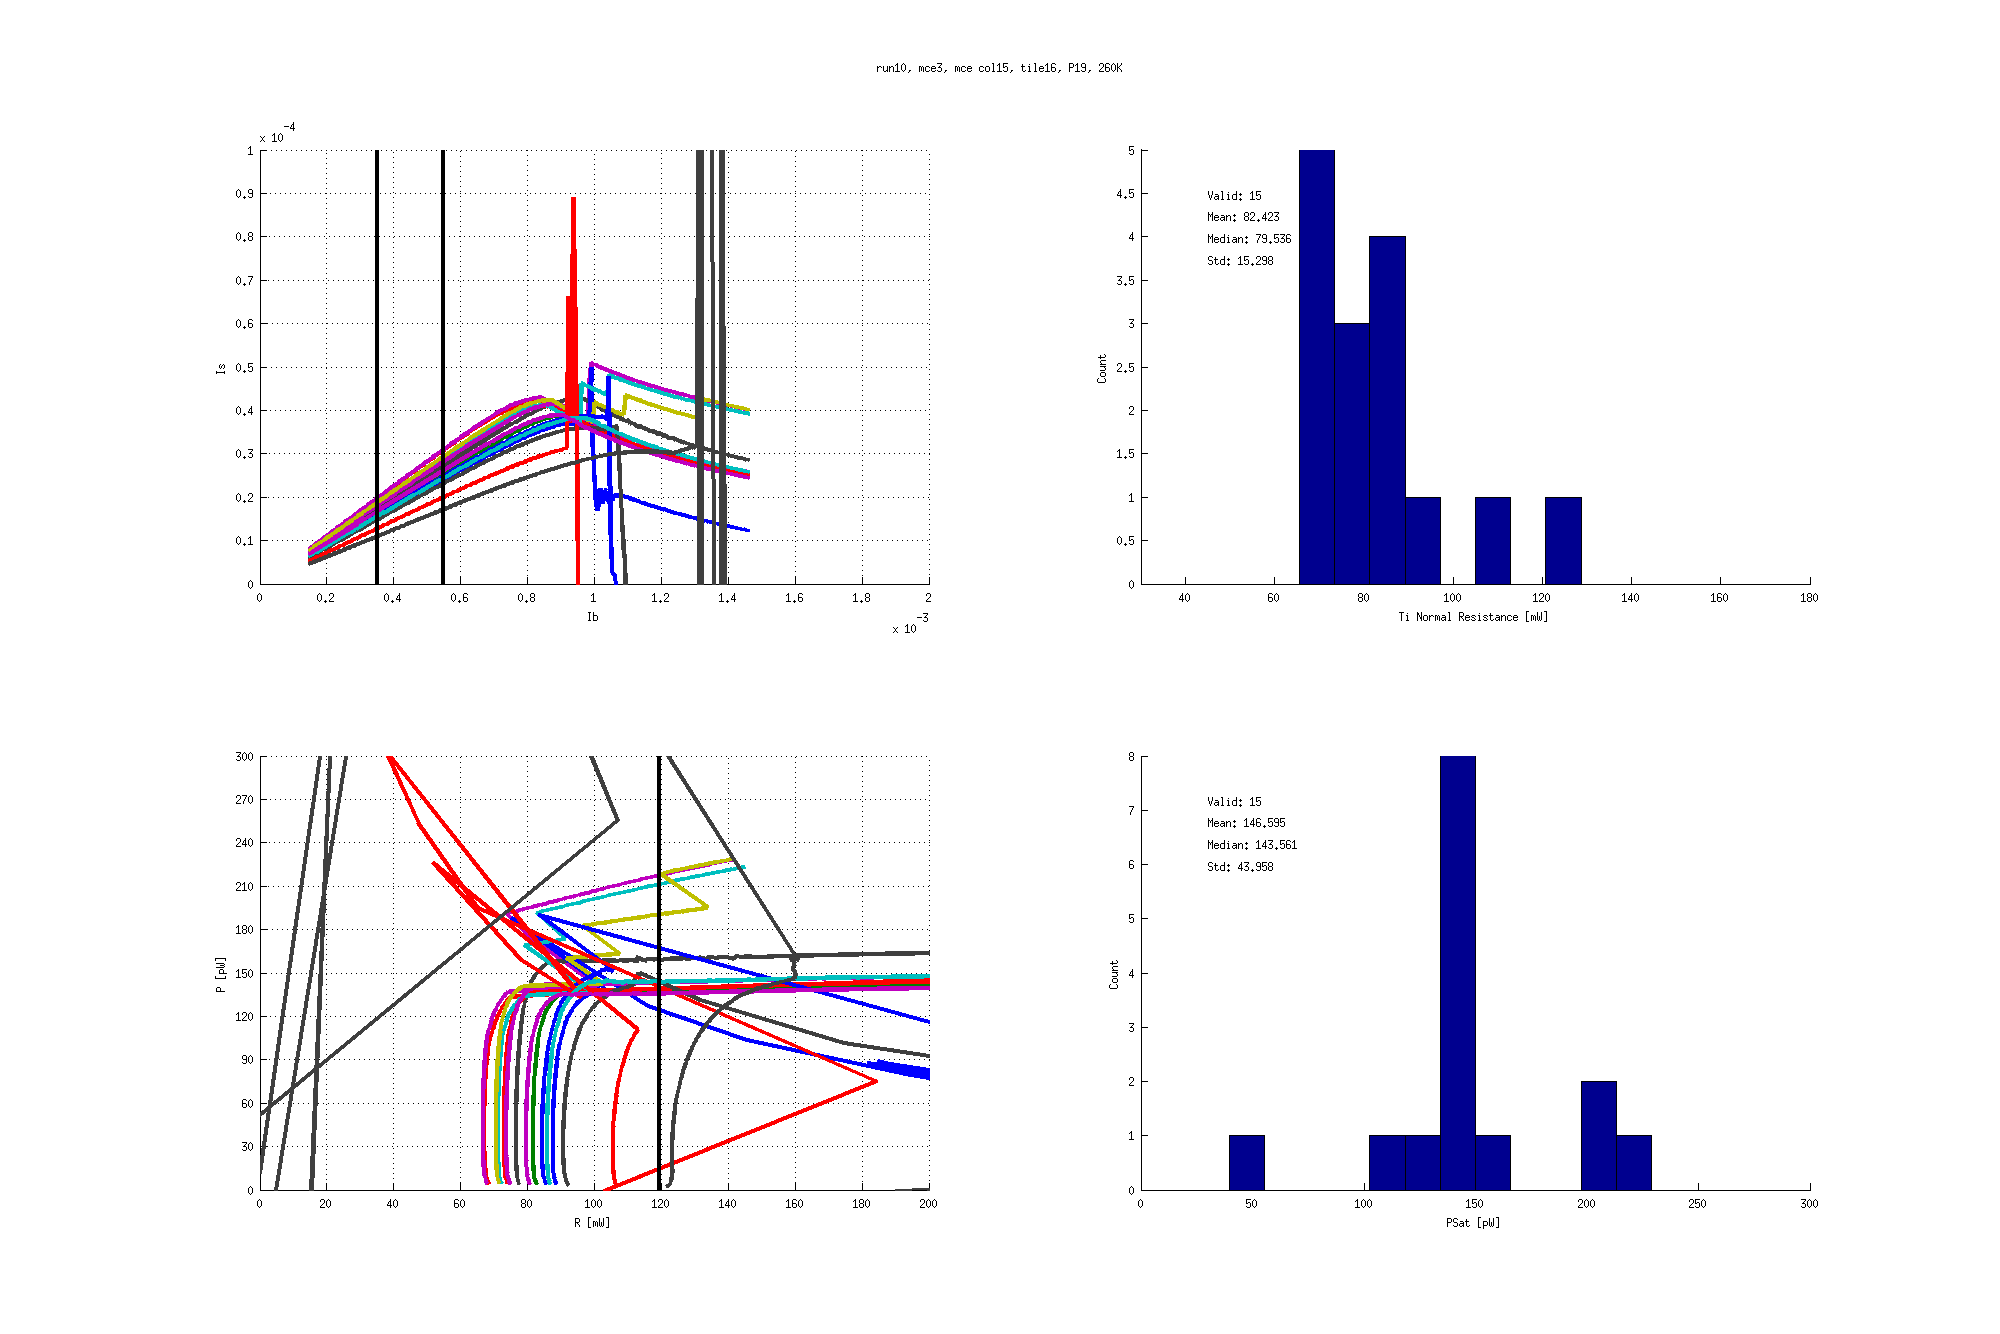 run10, mce3, mce col15, tile16, P19, 260K
x 10^-4
1
0.9
0.8
0.7
0.6
0.5
0.4
0.3
0.2
0.1
0
Is
0 0.2 0.4 0.6 0.8 1 1.2 1.4 1.6 1.8 2
Ib
x 10^-3
5
4.5
4
3.5
3
2.5
2
1.5
1
0.5
0
Count
Valid: 15
Mean: 82.423
Median: 79.536
Std: 15.298
40 60 80 100 120 140 160 180
Ti Normal Resistance [mW]
300
270
240
210
180
150
120
90
60
30
0
P [pW]
0 20 40 60 80 100 120 140 160 180 200
R [mW]
8
7
6
5
4
3
2
1
0
Count
Valid: 15
Mean: 146.595
Median: 143.561
Std: 43.958
0 50 100 150 200 250 300
PSat [pW]